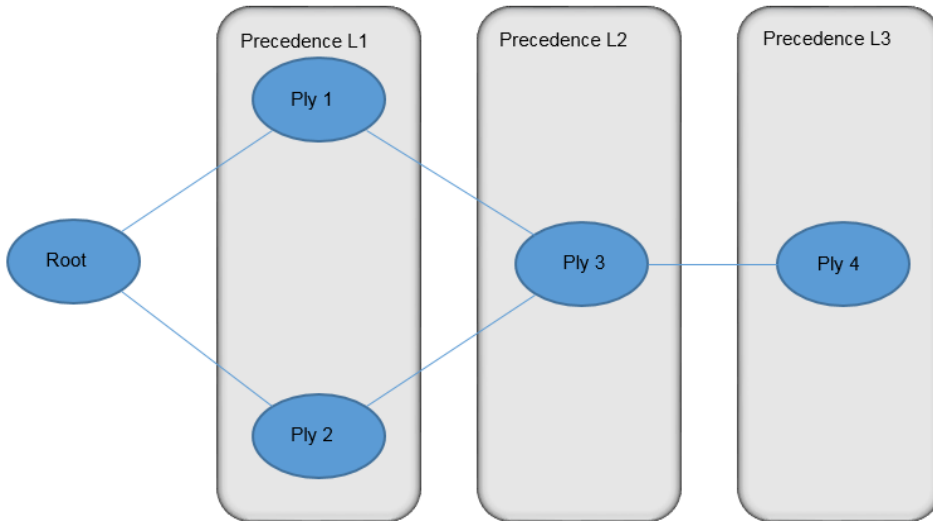 Precedence L1
Precedence L2
Precedence L3
Ply 1
Root
Ply 3
Ply 4
Ply 2